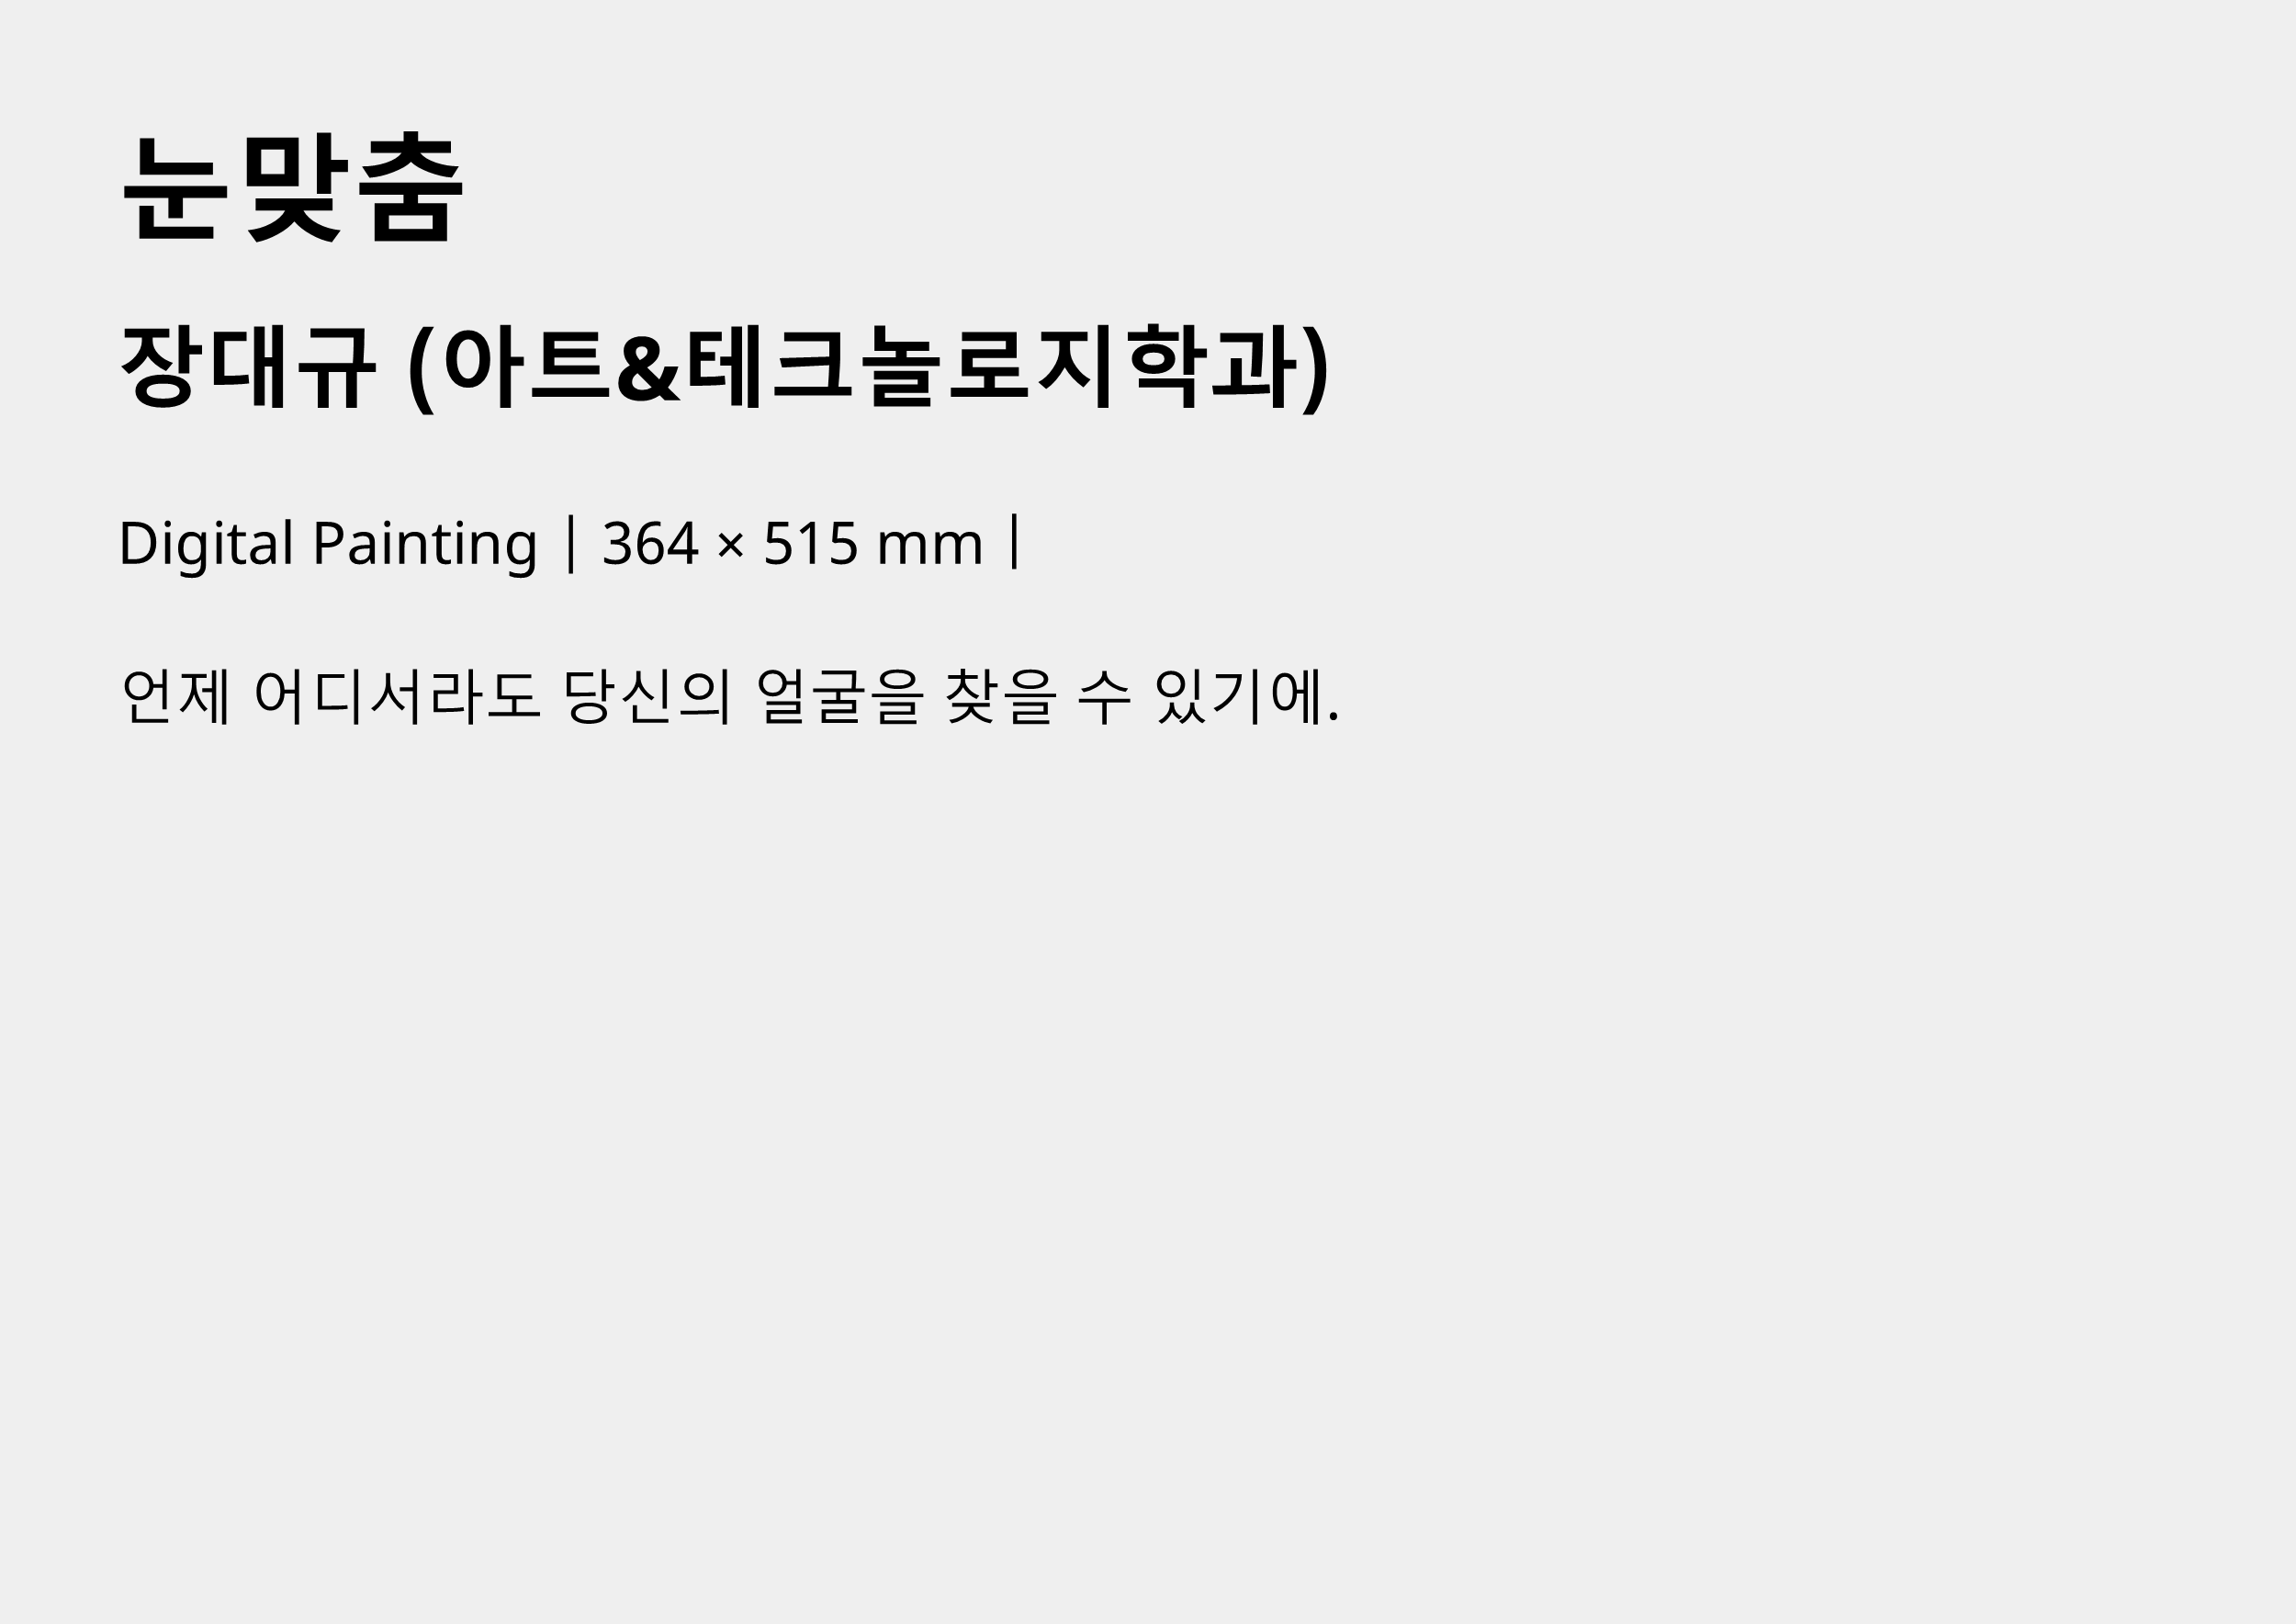 눈맞춤
장대규 (아트&테크놀로지학과)
Digital Painting | 364 × 515 mm |
언제 어디서라도 당신의 얼굴을 찾을 수 있기에.